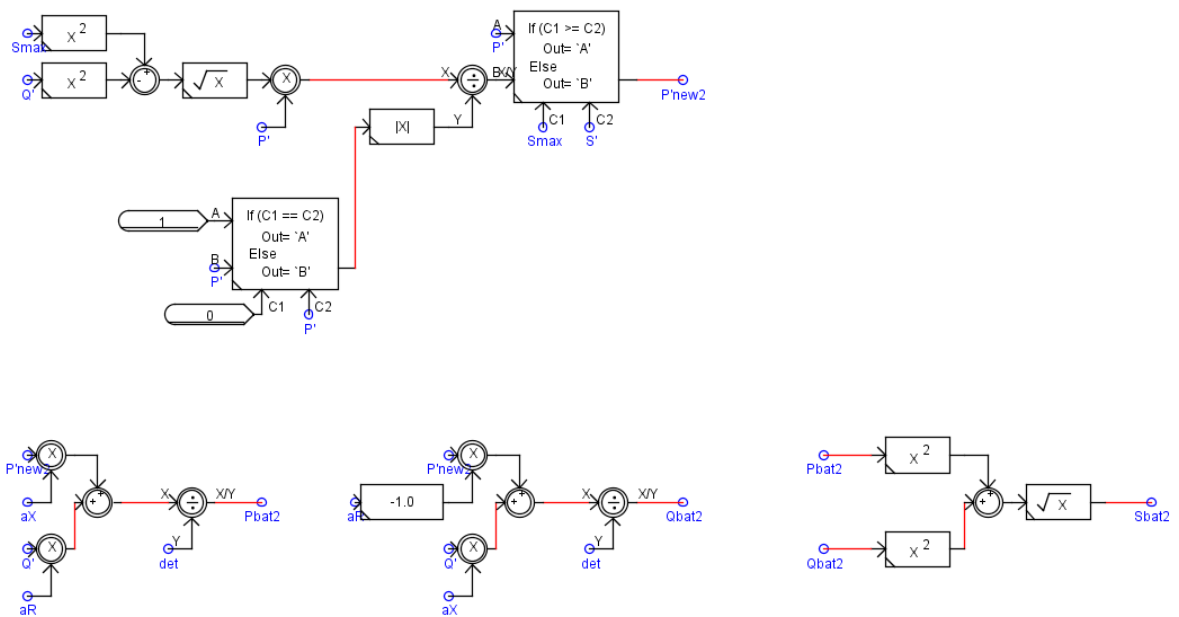 Smax
X 2
Q'
X 2
- +
√X
X
P'
X
÷
Y
|X|
A
P'
B
X/Y
If (C1 >= C2)
Out= `A'
Else
Out= `B'
C1
C2
Smax
S'
P'new2
1
A
B
P'
If (C1 == C2)
Out= `A'
Else
Out= `B'
0
C1
C2
P'
P'new2
X
aX
Q'
X
aR
+ +
X
÷
X/Y
Y
det
Pbat2
P'new2
X
aR
-1.0
Q'
X
aX
+ +
X
÷
X/Y
Y
det
Qbat2
Pbat2
X 2
Qbat2
X 2
+ +
√X
Sbat2